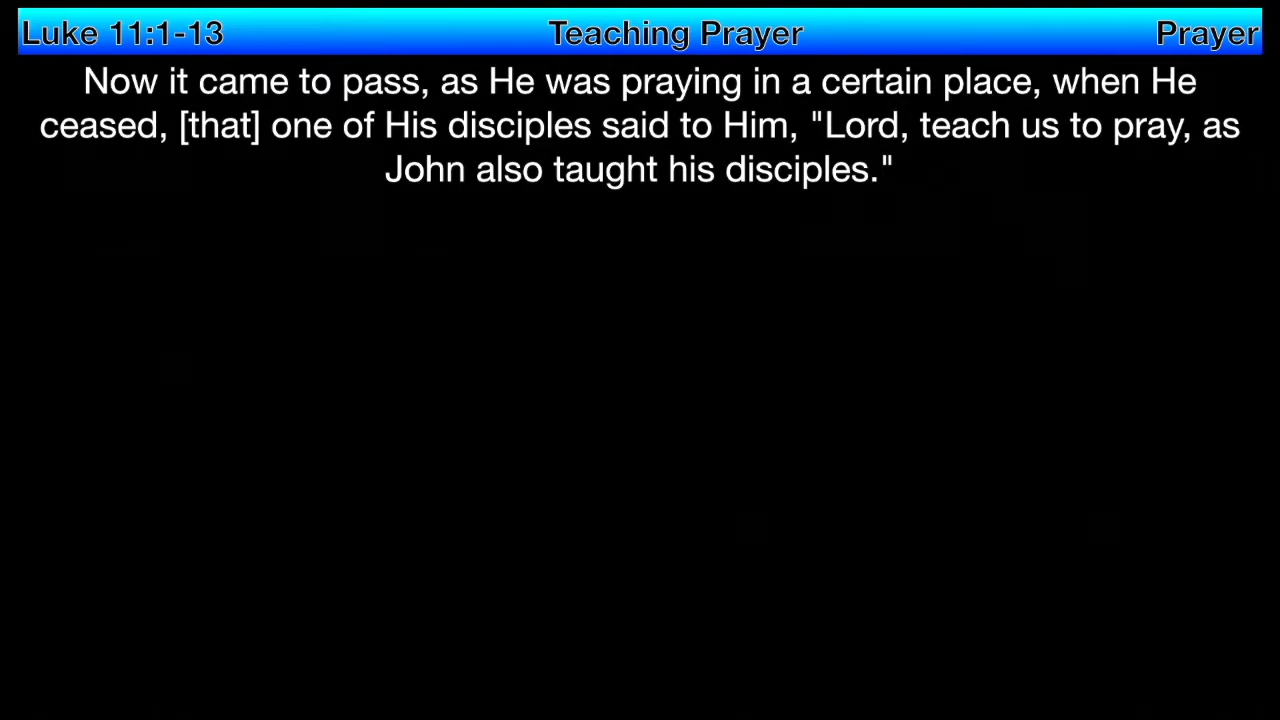 Luke 11:1-13 Teaching Prayer Prayer
Now it came to pass, as He was praying in a certain place, when He
ceased, [that] one of His disciples said to Him, "Lord, teach us to pray, as
John also taught his disciples."